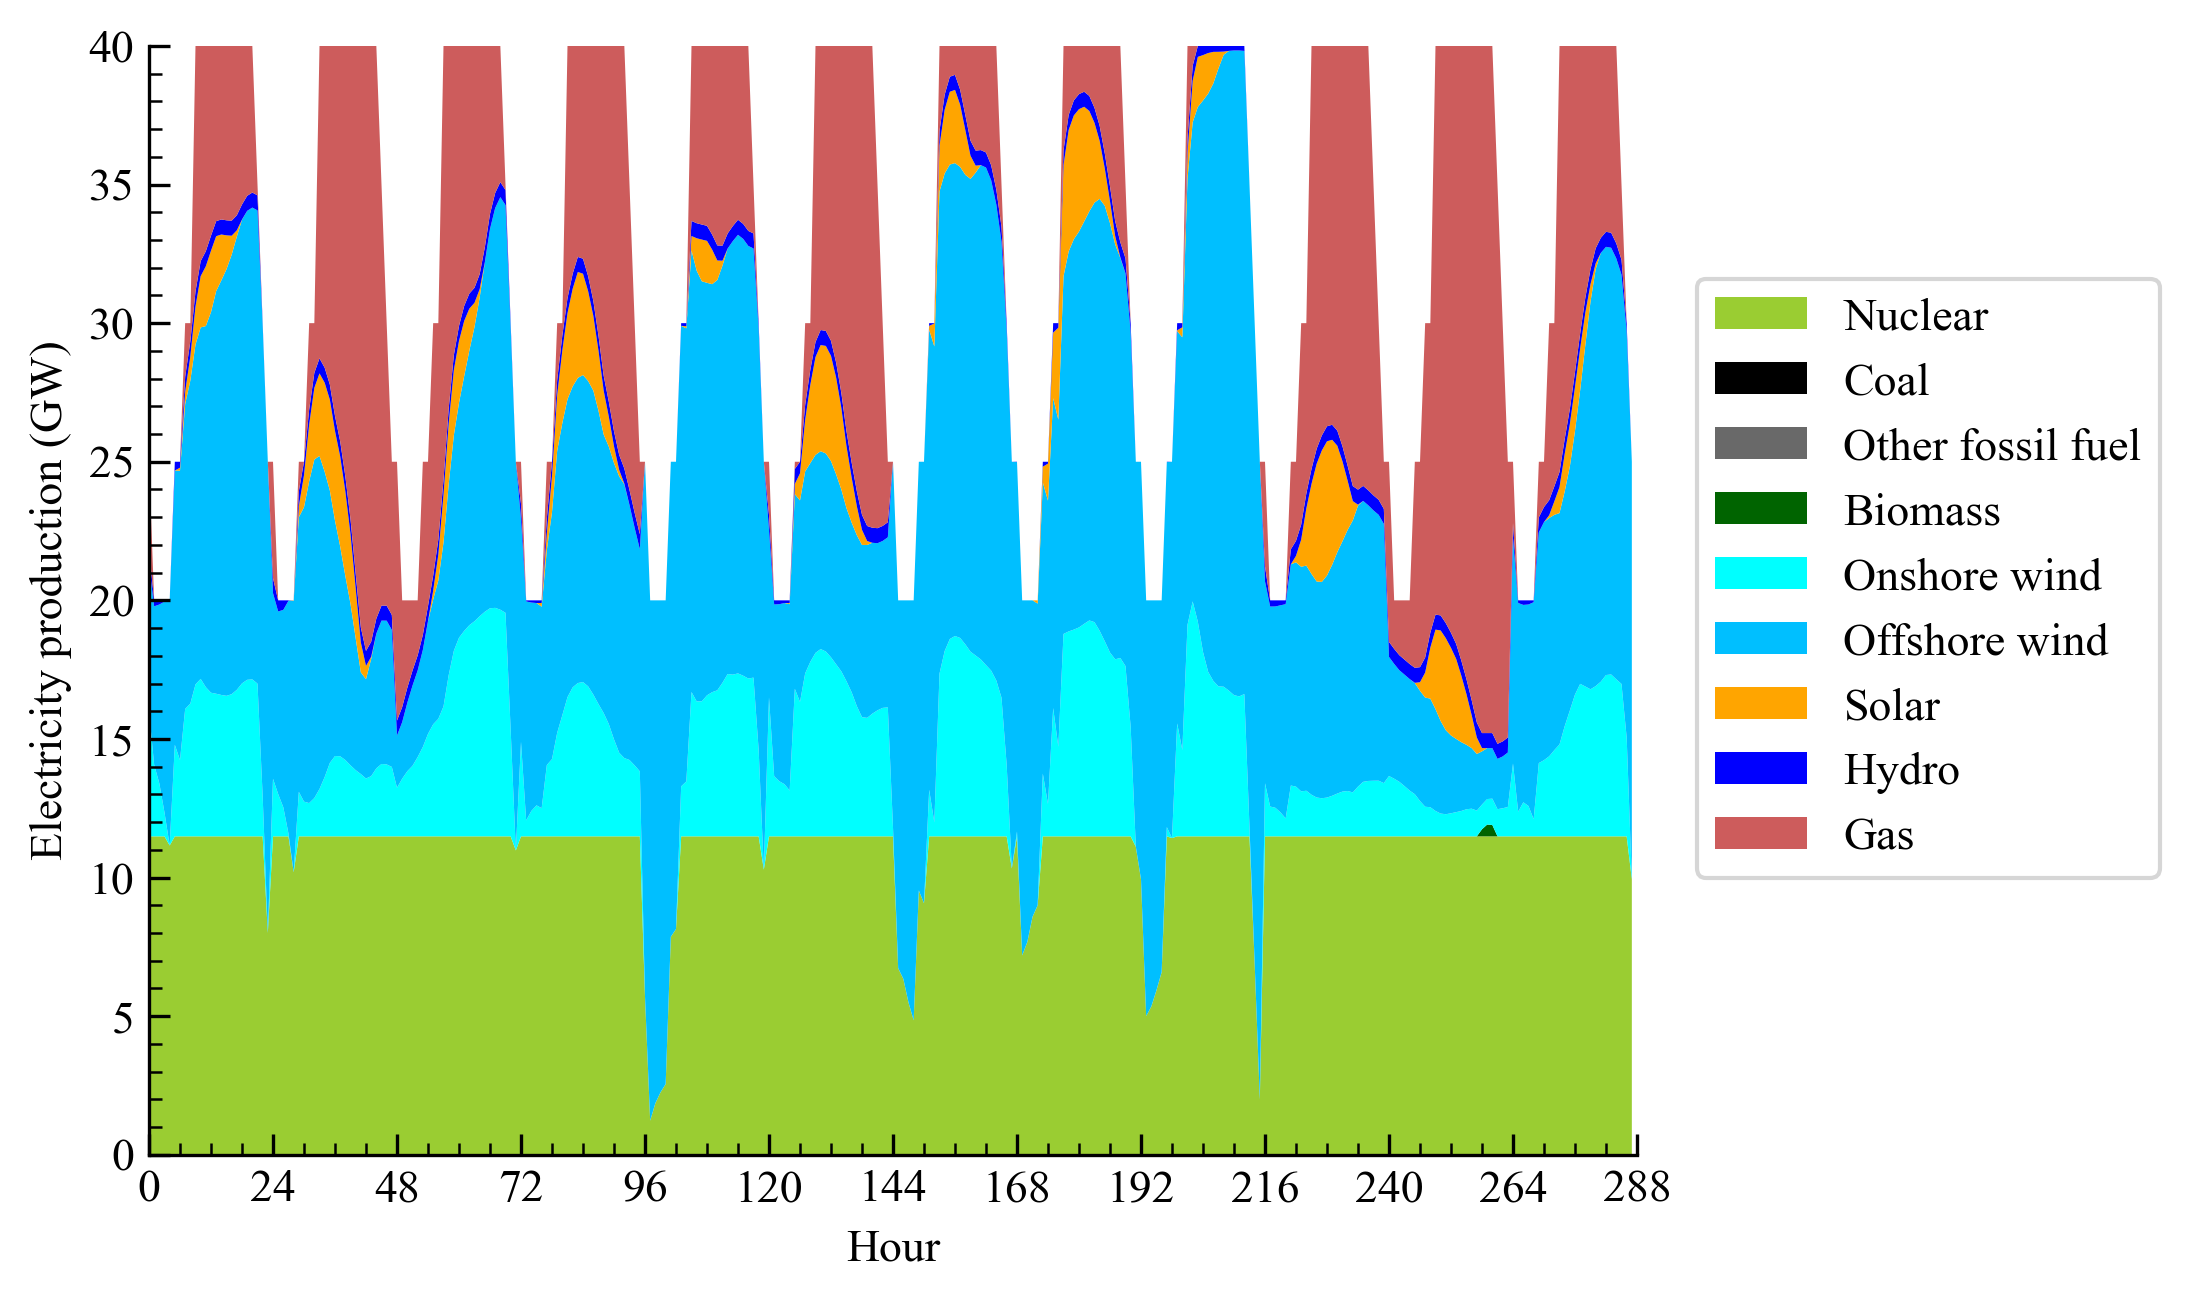 Electricity production (GW)
40
35
30
25
20
15
10
5
0
0 24 48 72 96 120 144 168 192 216 240 264 288
Hour
Nuclear
Coal
Other fossil fuel
Biomass
Onshore wind
Offshore wind
Solar
Hydro
Gas